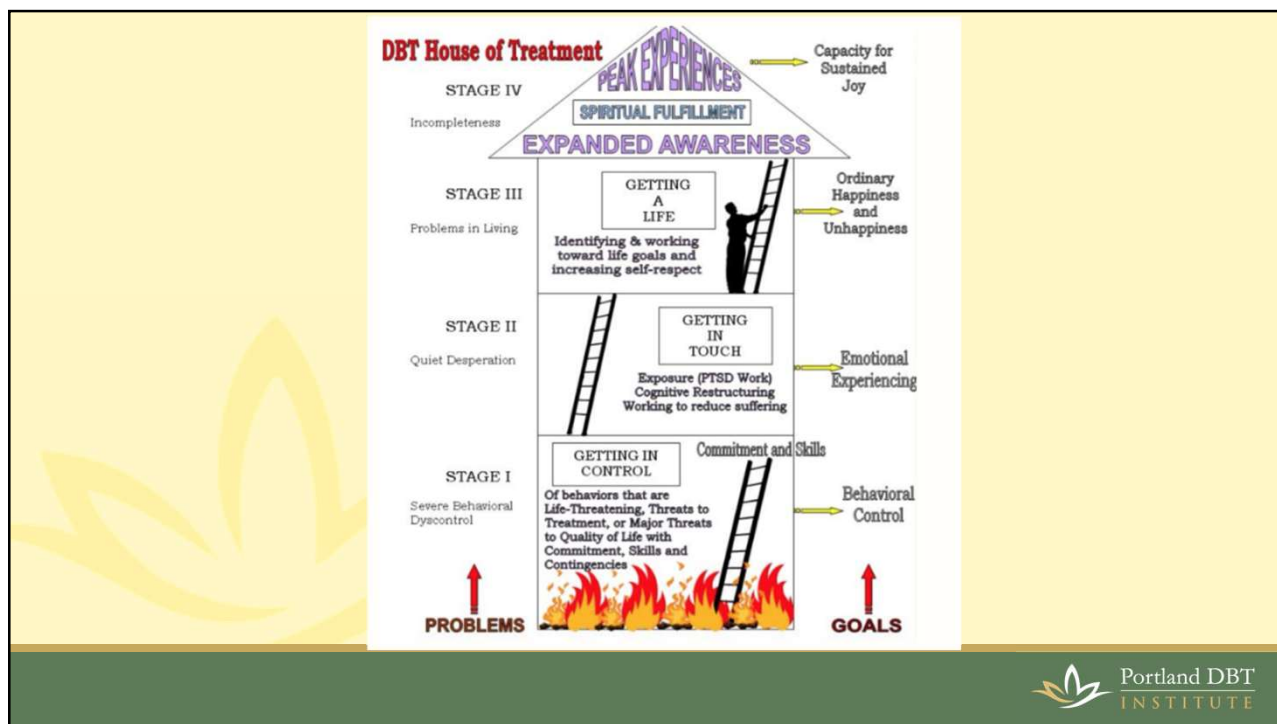 DBT House of Treatment
PEAK EXPERIENCES
SPIRITUAL FULFILLMENT
EXPANDED AWARENESS
STAGE IV
Incompleteness
Capacity for
Sustained
Joy
STAGE III
Problems in Living
GETTING
A
LIFE
Identifying & working
toward life goals and
increasing self-respect
Ordinary
Happiness
and
Unhappiness
STAGE II
Quiet Desperation
GETTING
IN
TOUCH
Exposure (PTSD Work)
Cognitive Restructuring
Working to reduce suffering
Emotional
Experiencing
STAGE I
Severe Behavioral
Dyscontrol
GETTING IN
CONTROL
Commitment and Skills
Of behaviors that are
Life-Threatening, Threats to
Treatment, or Major Threats
to Quality of Life with
Commitment, Skills and
Contingencies
Behavioral
Control
PROBLEMS
GOALS
Portland DBT
INSTITUTE